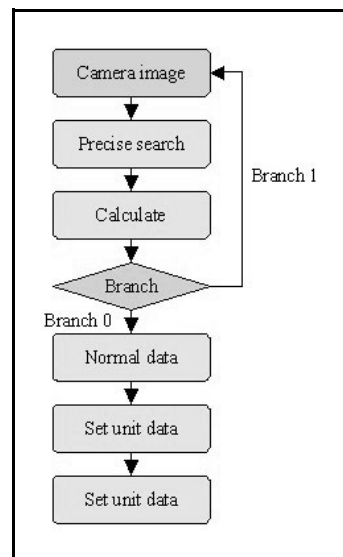 Camera image
Precise search
Branch 1
Calculate
Branch
Branch 0
Normal data
Set unit data
Set unit data